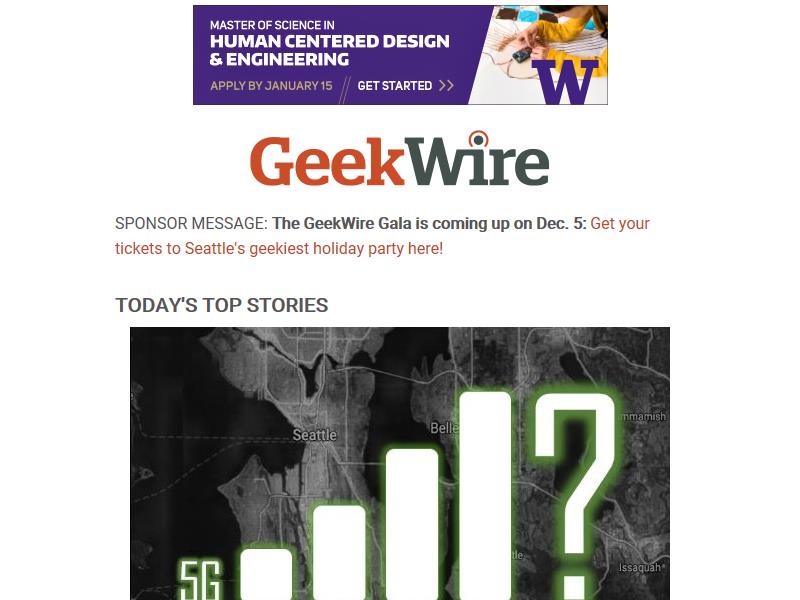 MASTER OF SCIENCE IN
HUMAN CENTERED DESIGN
& ENGINEERING
APPLY BY JANUARY 15 // GET STARTED >>
W
GeekWire
SPONSOR MESSAGE: The GeekWire Gala is coming up on Dec. 5: Get your
tickets to Seattle's geekiest holiday party here!
TODAY'S TOP STORIES
mmamish
Seattle
Belle
?
tle
Issaquah
5G